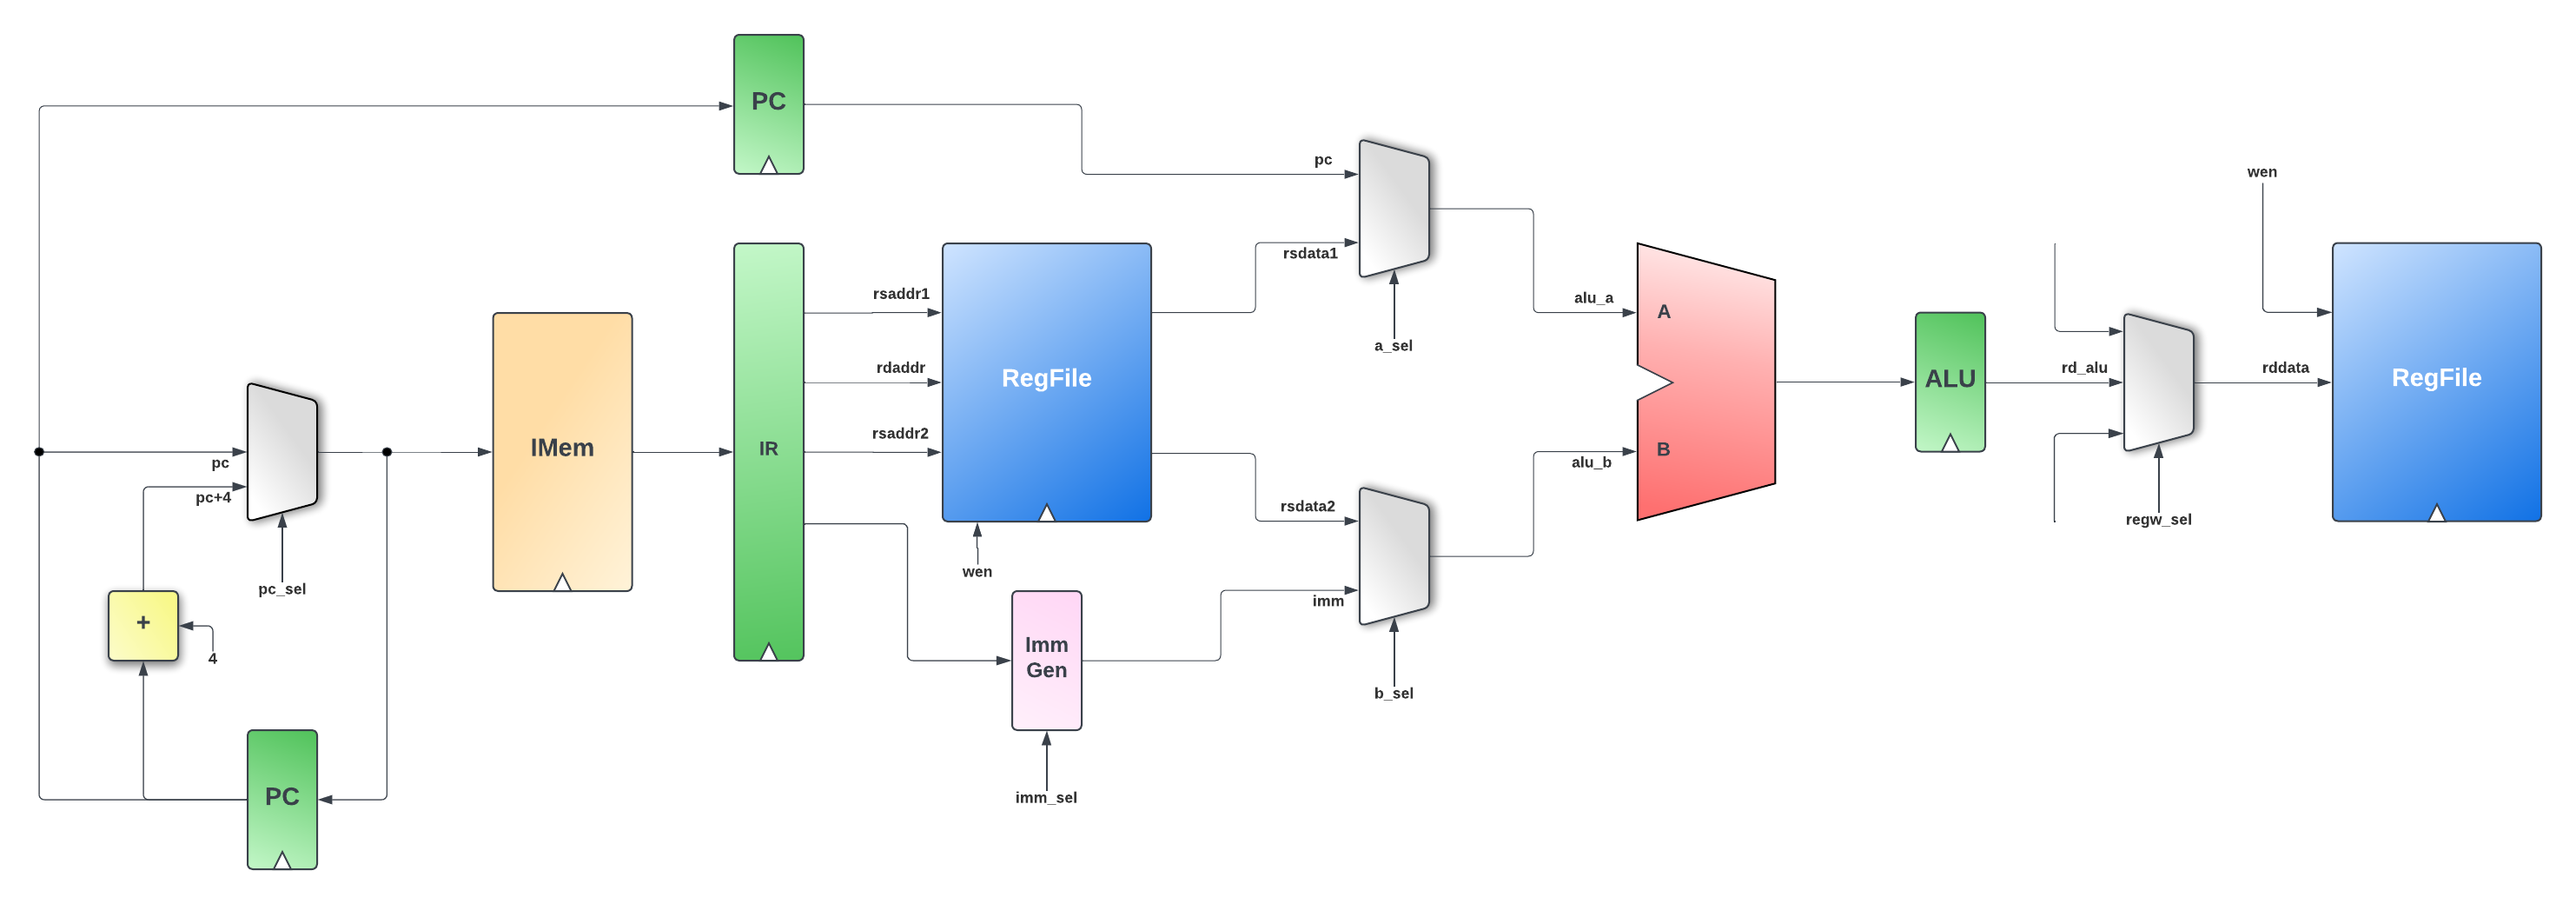 PC
pc
rsdata1
a_sel
wen
rsaddr1
rdaddr
rsaddr2
RegFile
wen
alu_a
A
alu_b
B
ALU
rd_alu
regw_sel
rddata
RegFile
pc
pc+4
pc_sel
IMem
IR
rsdata2
imm
b_sel
+
4
Imm
Gen
imm_sel
PC